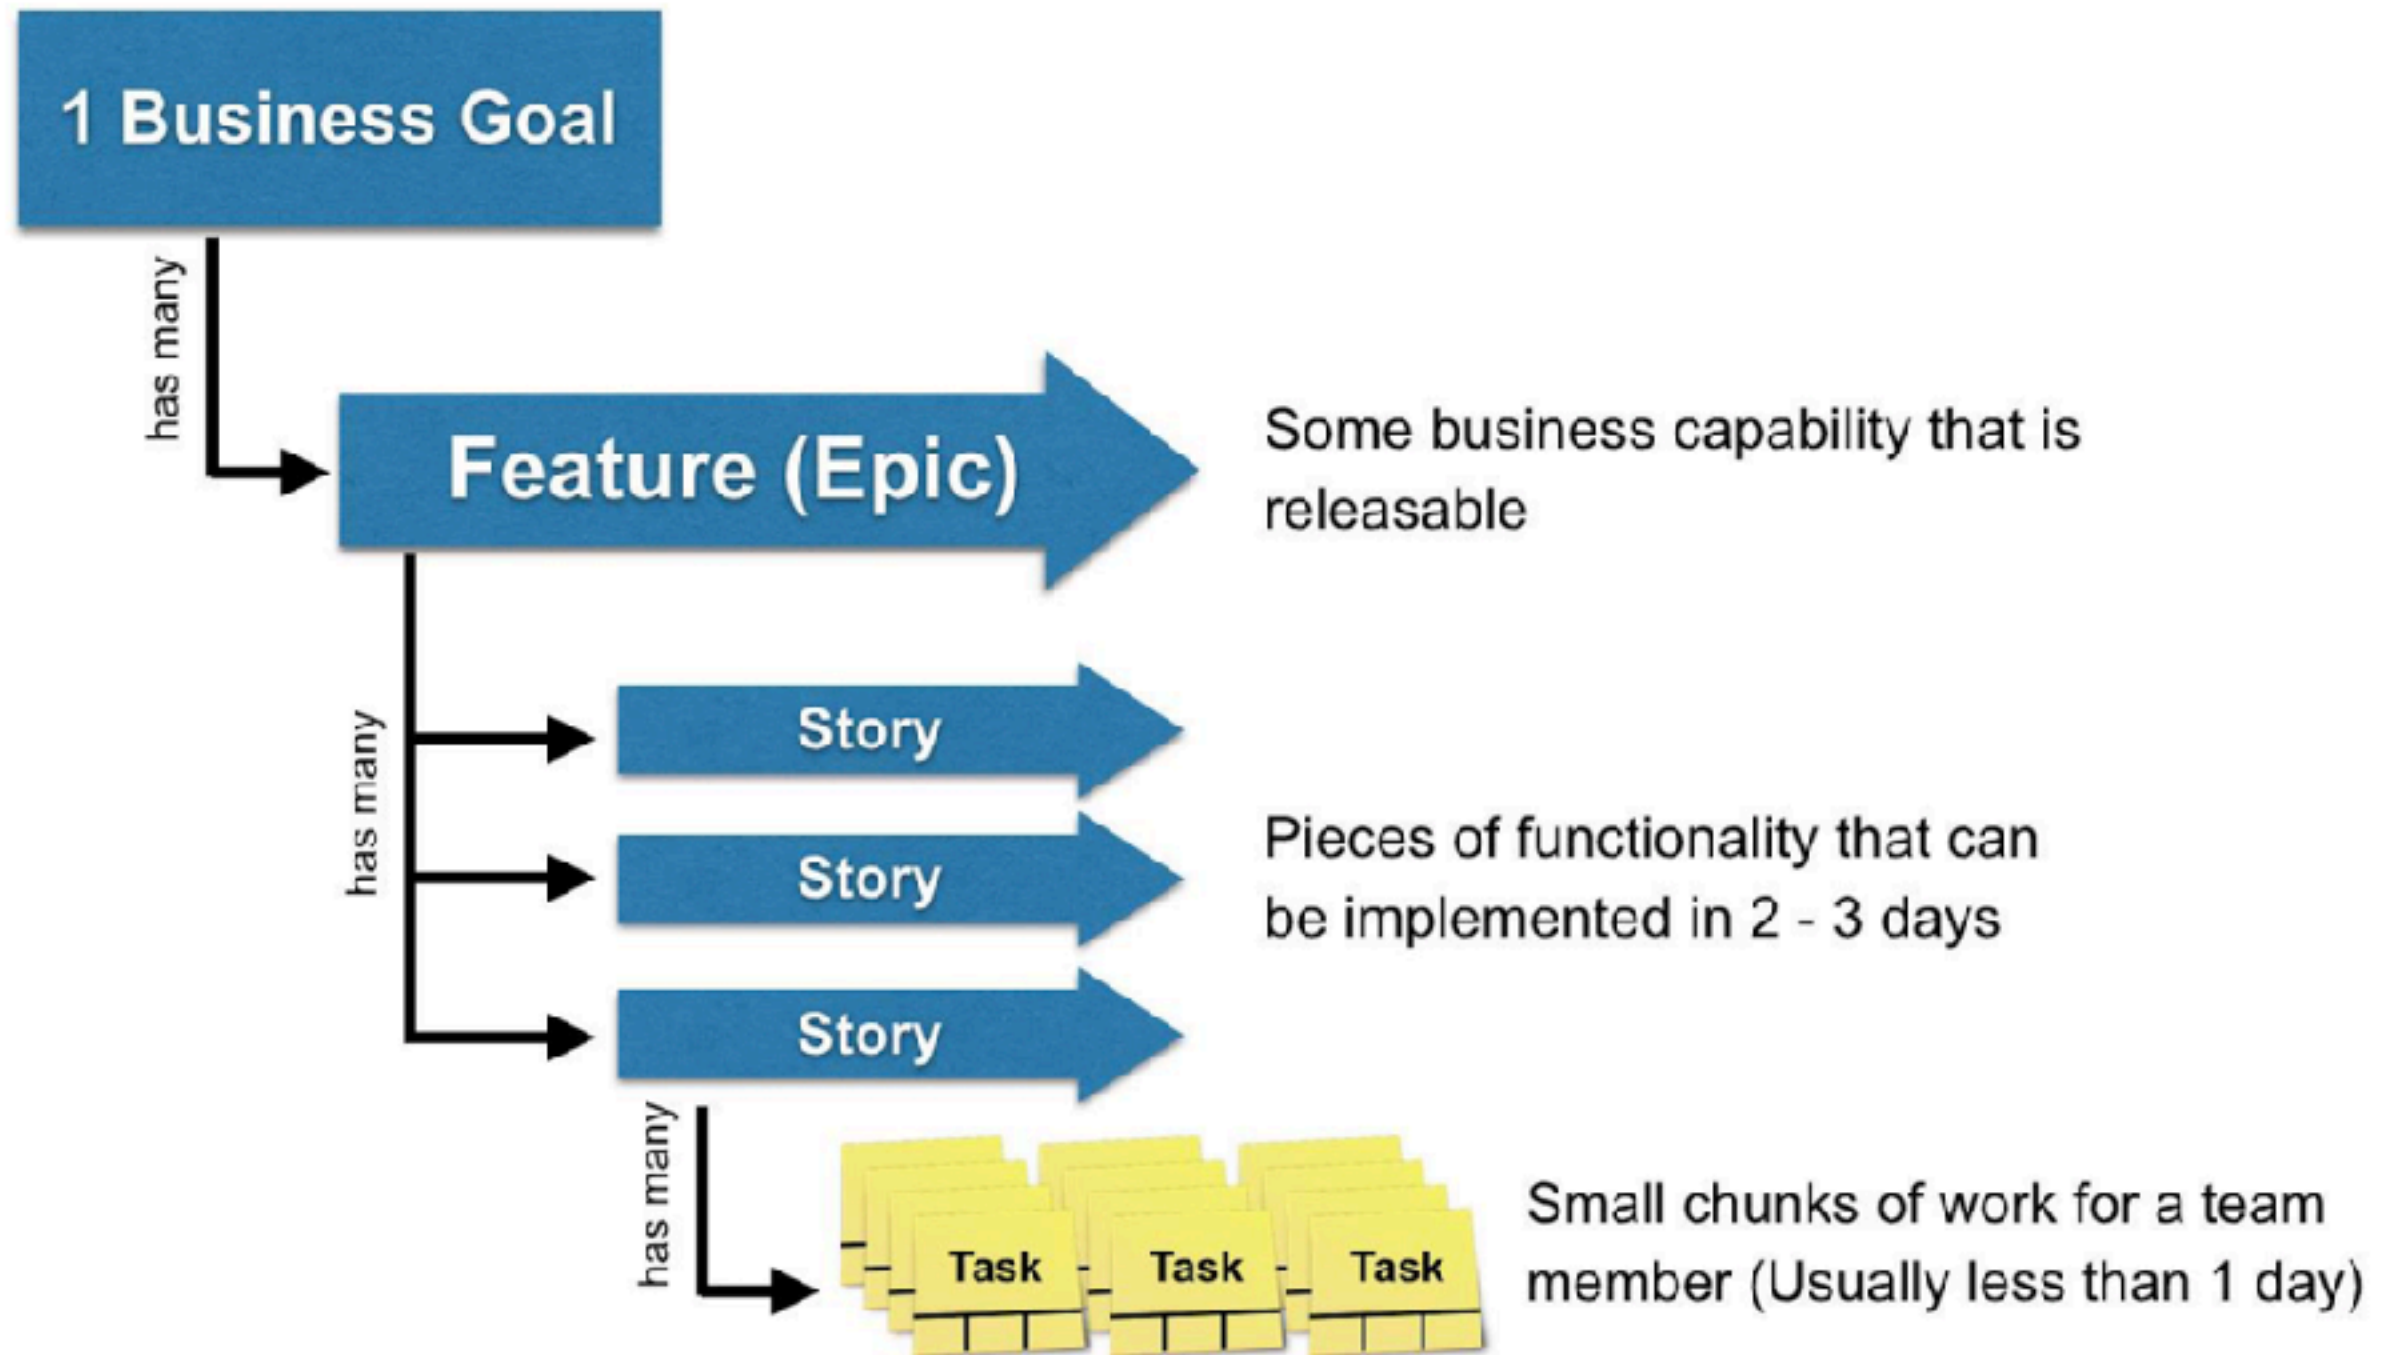 1 Business Goal
has many
Feature (Epic)
Some business capability that is
releasable
has many
Story
Story
Pieces of functionality that can
be implemented in 2 - 3 days
Story
has many
Task
Task
Task
Small chunks of work for a team
member (Usually less than 1 day)